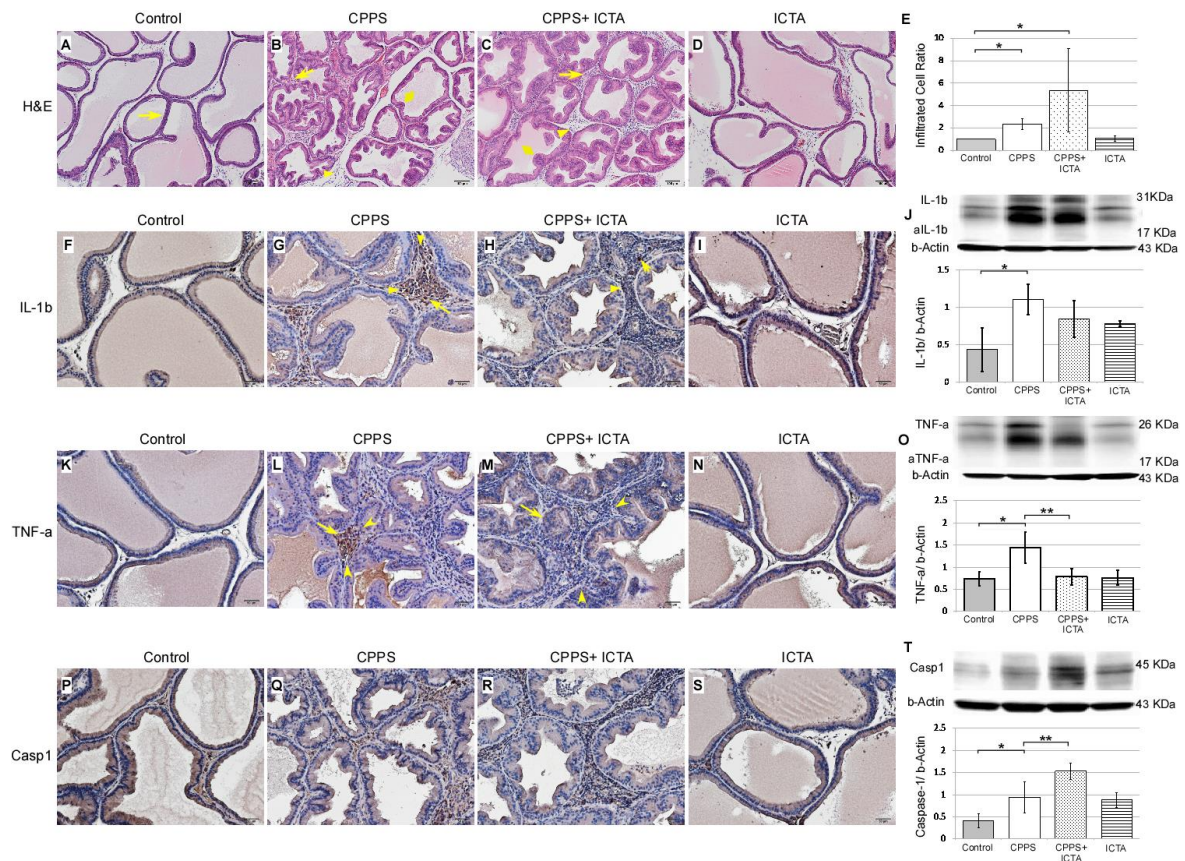 Control CPPS CPPS+ ICTA ICTA
H&E
A B C D
E
*
*
Infiltrated Cell Ratio
10
8
6
4
2
0
Control CPPS CPPS+ ICTA ICTA
Control CPPS CPPS+ ICTA ICTA
IL-1b
F G H I
J
IL-1b 31KDa
aIL-1b 17 KDa
b-Actin 43 KDa
*
IL-1b/ b-Actin
1.5
1
0.5
0
Control CPPS CPPS+ ICTA ICTA
Control CPPS CPPS+ ICTA ICTA
TNF-a
K L M N
O
TNF-a 26 KDa
aTNF-a 17 KDa
b-Actin 43 KDa
* **
TNF-a/ b-Actin
2.5
2
1.5
1
0.5
0
Control CPPS CPPS+ ICTA ICTA
Control CPPS CPPS+ ICTA ICTA
Casp1
P Q R S
T
Casp1 45 KDa
b-Actin 43 KDa
* **
Caspase-1/ b-Actin
2
1.5
1
0.5
0
Control CPPS CPPS+ ICTA ICTA